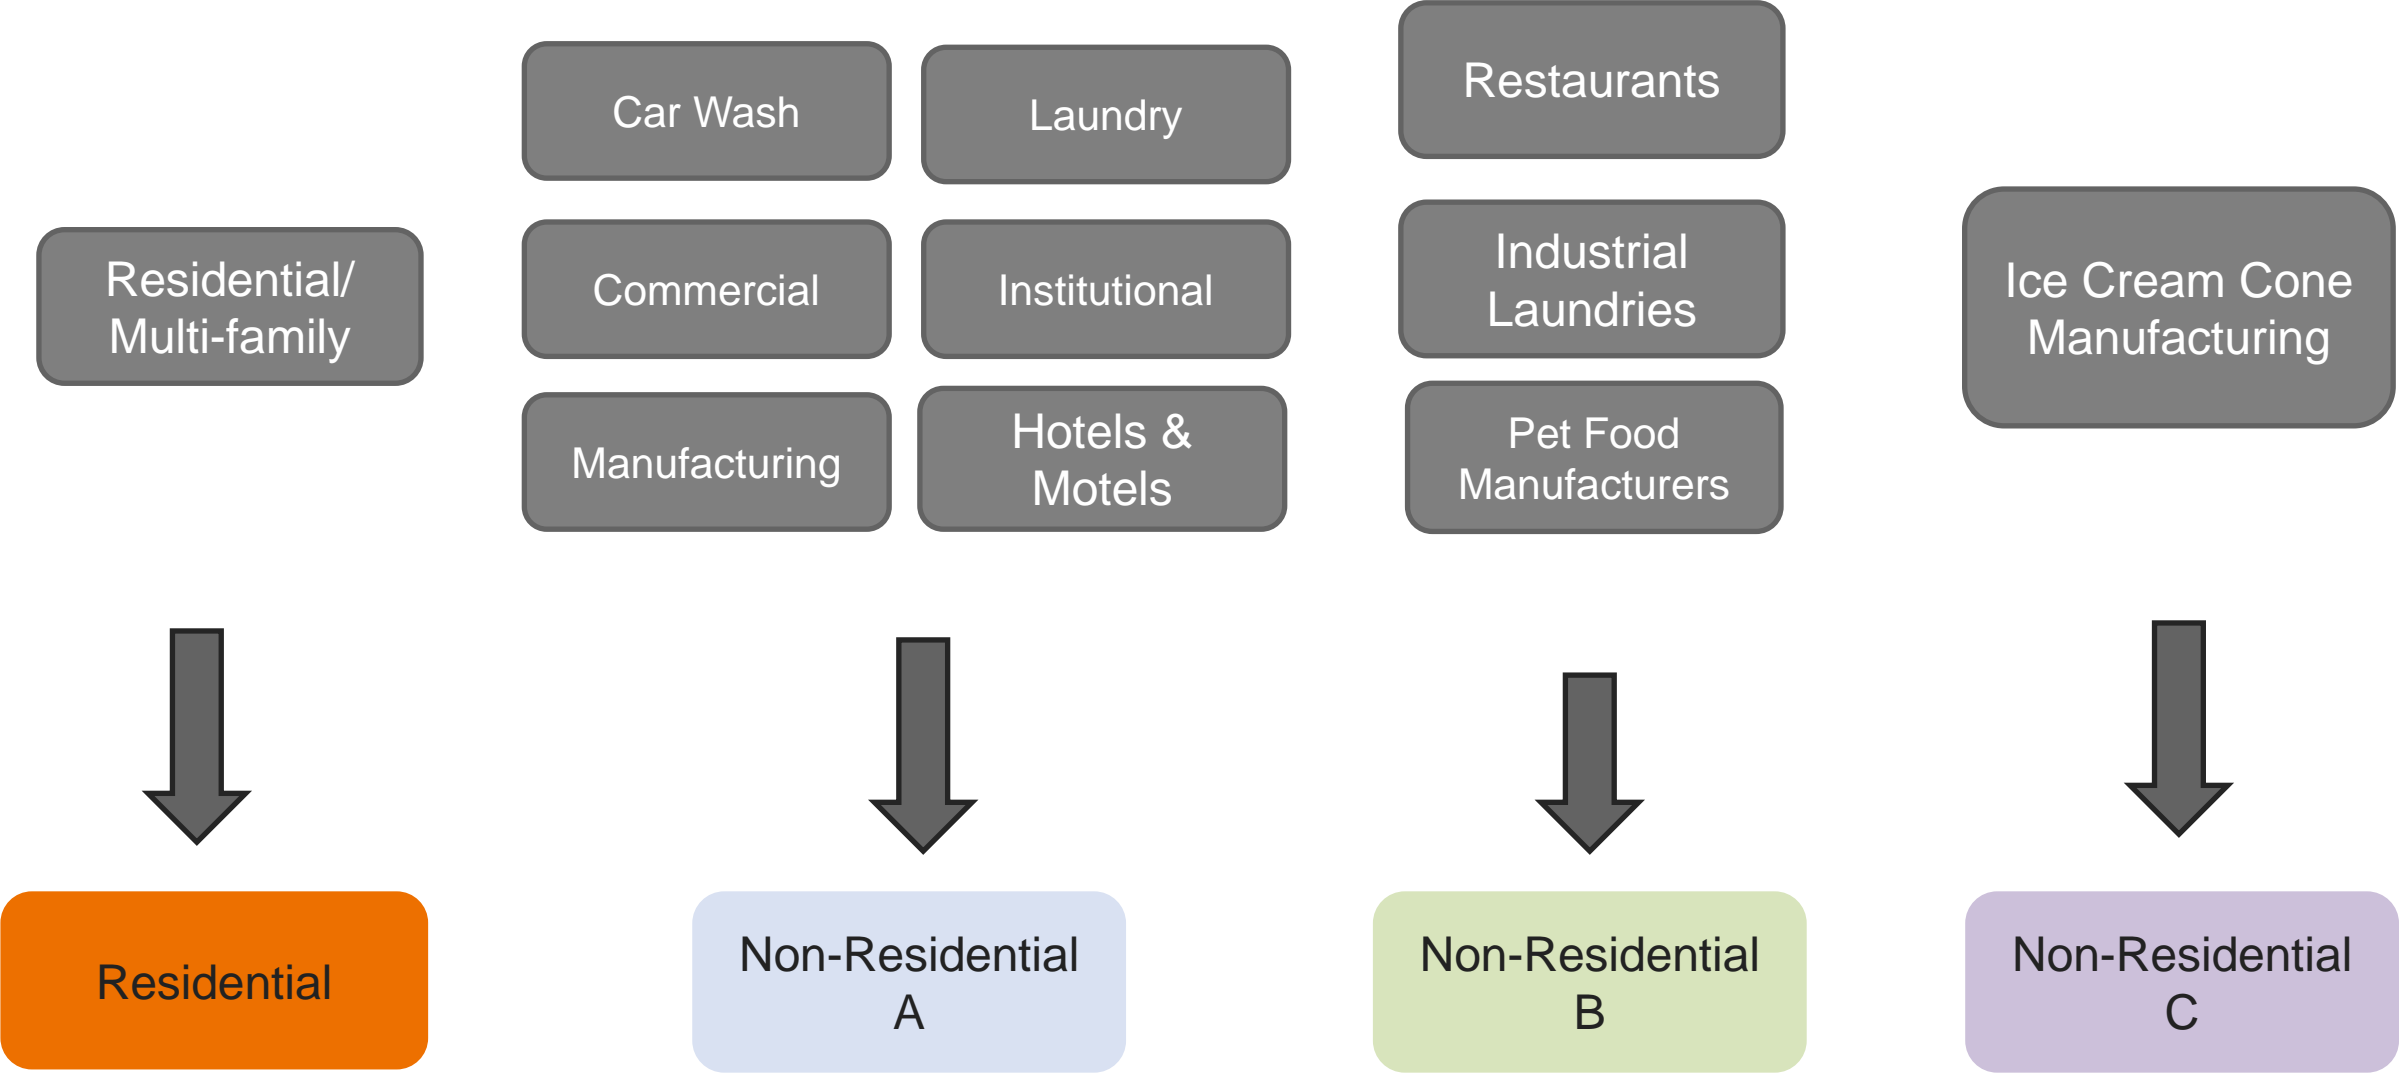 Residential/
Multi-family
Car Wash
Laundry
Commercial
Institutional
Manufacturing
Hotels &
Motels
Restaurants
Industrial
Laundries
Pet Food
Manufacturers
Ice Cream Cone
Manufacturing
Residential
Non-Residential
A
Non-Residential
B
Non-Residential
C